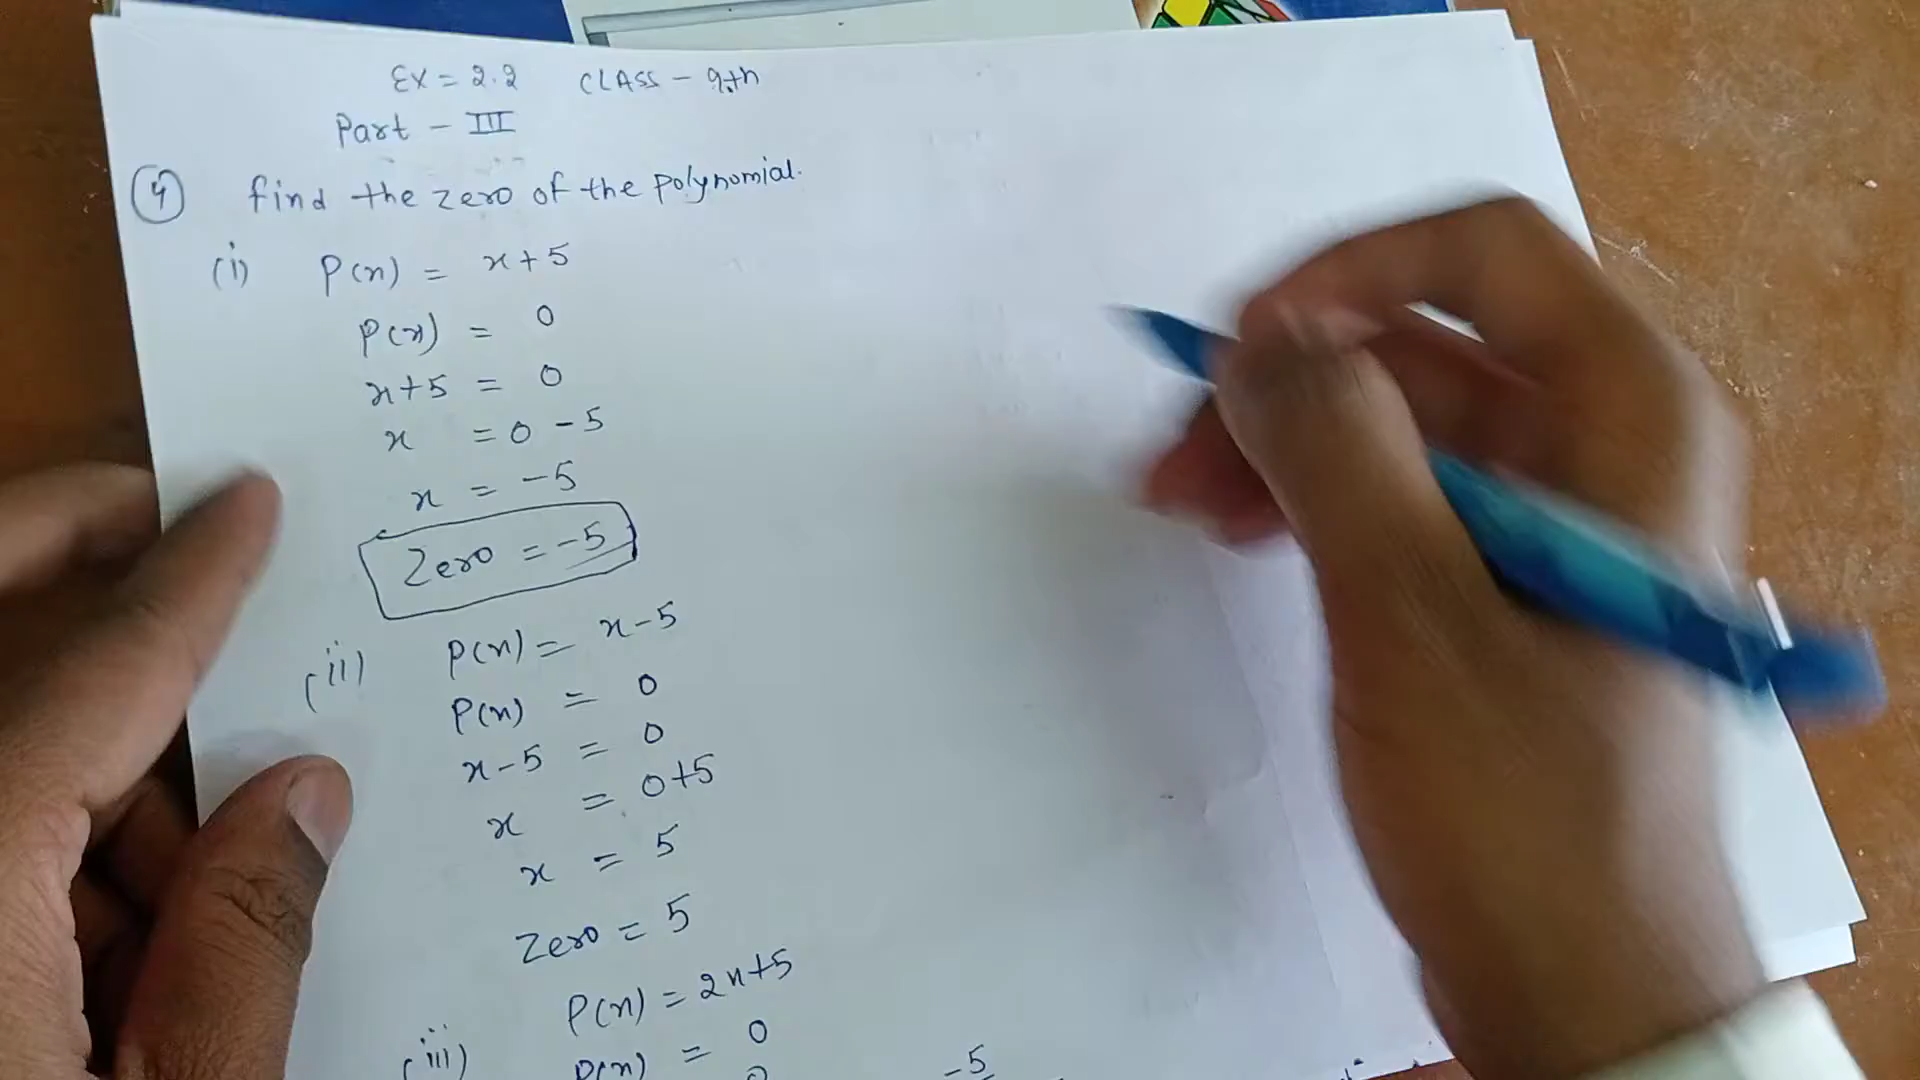 Ex = 2.2 CLASS - 9th
Part - III
(4) find the zero of the polynomial.
(i) P(x) = x+5
P(x) = 0
x+5 = 0
x = 0 - 5
x = -5
Zero = -5
(ii) P(x) = x-5
P(x) = 0
x-5 = 0
x = 0+5
x = 5
Zero = 5
(iii) P(x) = 2x+5
P(x) = 0
-5